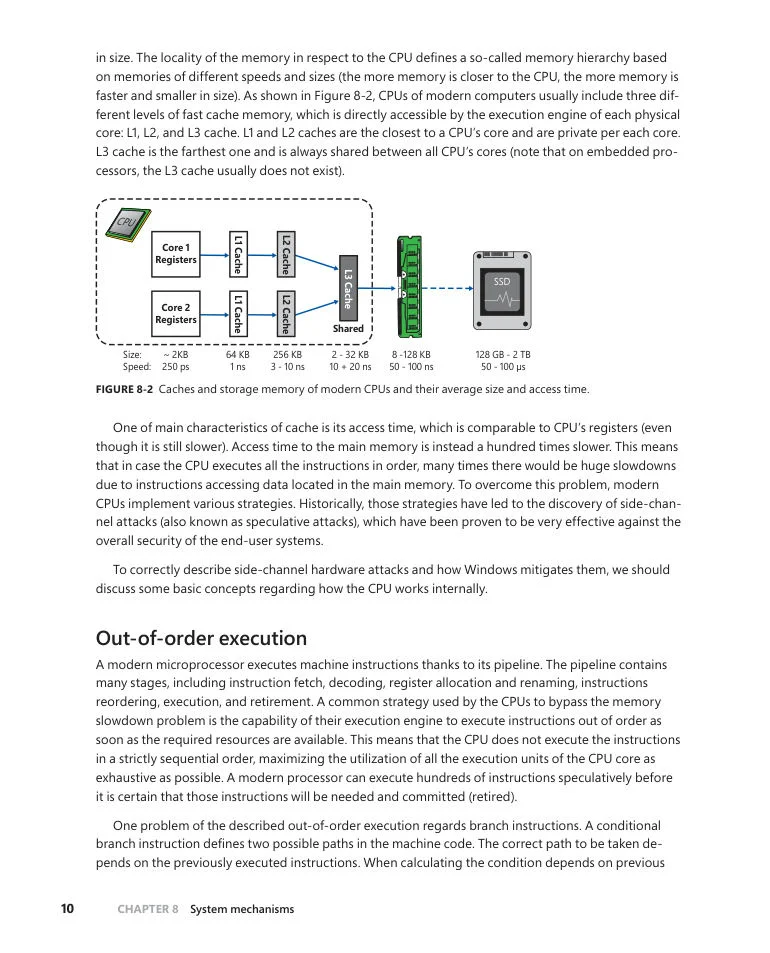 in size. The locality of the memory in respect to the CPU defines a so-called memory hierarchy based
on memories of different speeds and sizes (the more memory is closer to the CPU, the more memory is
faster and smaller in size). As shown in Figure 8-2, CPUs of modern computers usually include three dif-
ferent levels of fast cache memory, which is directly accessible by the execution engine of each physical
core: L1, L2, and L3 cache. L1 and L2 caches are the closest to a CPU's core and are private per each core.
L3 cache is the farthest one and is always shared between all CPU's cores (note that on embedded pro-
cessors, the L3 cache usually does not exist).
CPU
Core 1
Registers
L1 Cache
L2 Cache
Core 2
Registers
L1 Cache
L2 Cache
L3 Cache
Shared
SSD
Size: ~ 2KB 64 KB 256 KB 2 - 32 KB 8 -128 KB 128 GB - 2 TB
Speed: 250 ps 1 ns 3 - 10 ns 10 + 20 ns 50 - 100 ns 50 - 100 µs
FIGURE 8-2 Caches and storage memory of modern CPUs and their average size and access time.
One of main characteristics of cache is its access time, which is comparable to CPU's registers (even
though it is still slower). Access time to the main memory is instead a hundred times slower. This means
that in case the CPU executes all the instructions in order, many times there would be huge slowdowns
due to instructions accessing data located in the main memory. To overcome this problem, modern
CPUs implement various strategies. Historically, those strategies have led to the discovery of side-chan-
nel attacks (also known as speculative attacks), which have been proven to be very effective against the
overall security of the end-user systems.
To correctly describe side-channel hardware attacks and how Windows mitigates them, we should
discuss some basic concepts regarding how the CPU works internally.
Out-of-order execution
A modern microprocessor executes machine instructions thanks to its pipeline. The pipeline contains
many stages, including instruction fetch, decoding, register allocation and renaming, instructions
reordering, execution, and retirement. A common strategy used by the CPUs to bypass the memory
slowdown problem is the capability of their execution engine to execute instructions out of order as
soon as the required resources are available. This means that the CPU does not execute the instructions
in a strictly sequential order, maximizing the utilization of all the execution units of the CPU core as
exhaustive as possible. A modern processor can execute hundreds of instructions speculatively before
it is certain that those instructions will be needed and committed (retired).
One problem of the described out-of-order execution regards branch instructions. A conditional
branch instruction defines two possible paths in the machine code. The correct path to be taken de-
pends on the previously executed instructions. When calculating the condition depends on previous
10 CHAPTER 8 System mechanisms